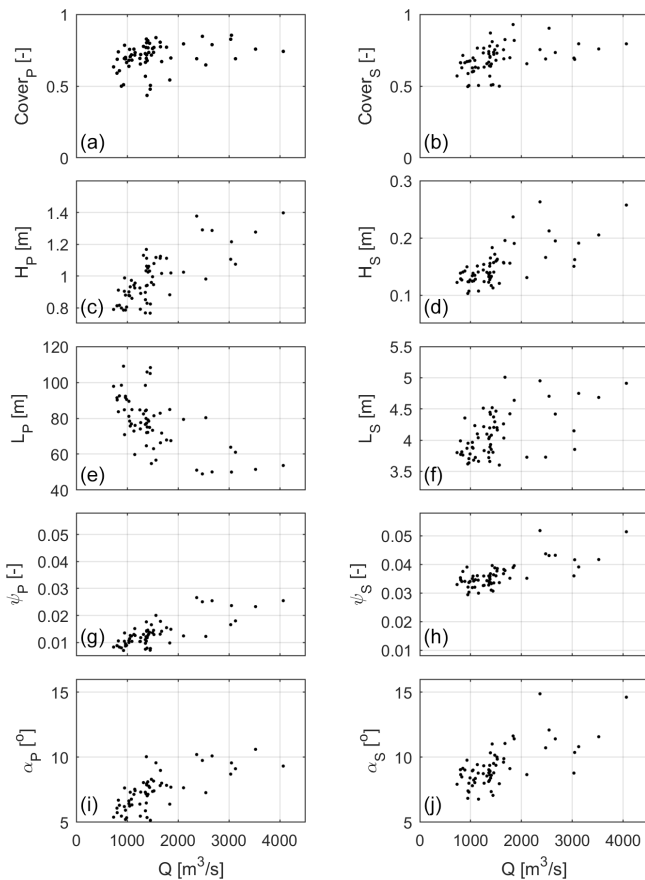 1
0.5
0
Cover_P [-]
(a)
1
0.5
0
Cover_S [-]
(b)
1.4
1.2
1
0.8
H_P [m]
(c)
0.3
0.2
0.1
H_S [m]
(d)
120
100
80
60
40
L_P [m]
(e)
5.5
5
4.5
4
3.5
L_S [m]
(f)
0.05
0.04
0.03
0.02
0.01
ψ_P [-]
(g)
0.05
0.04
0.03
0.02
0.01
ψ_S [-]
(h)
15
10
5
α_P [°]
(i)
0 1000 2000 3000 4000
Q [m³/s]
15
10
5
α_S [°]
(j)
0 1000 2000 3000 4000
Q [m³/s]